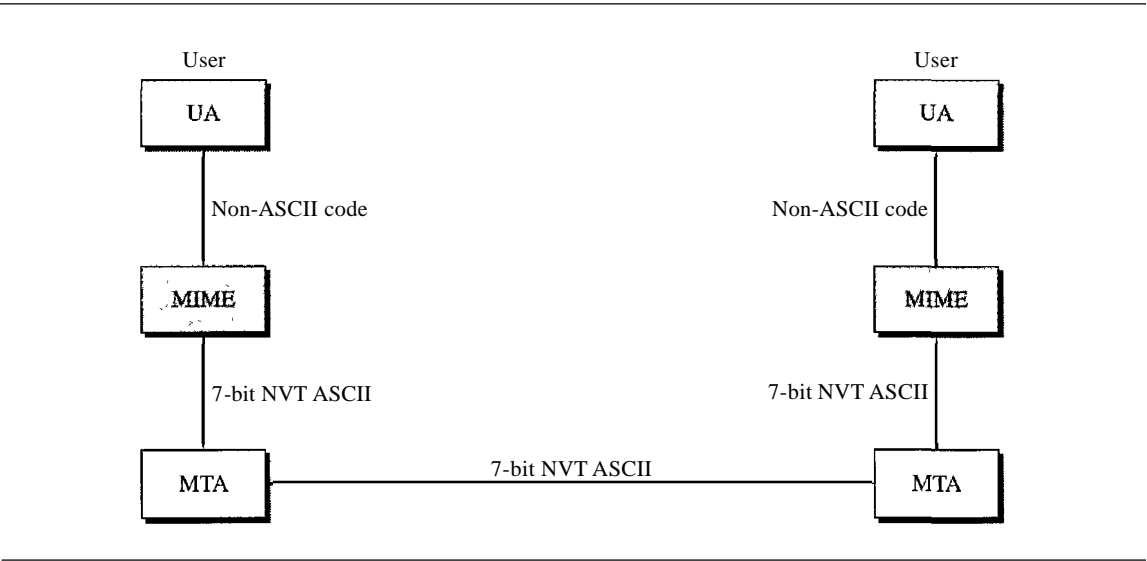 User User
UA UA
Non-ASCII code Non-ASCII code
MIME MIME
7-bit NVT ASCII 7-bit NVT ASCII
7-bit NVT ASCII
MTA MTA